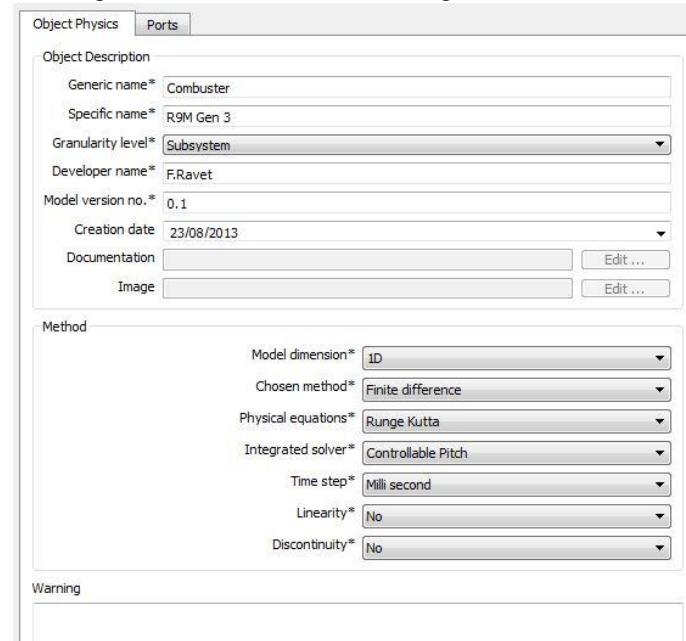 Object Physics Ports
Object Description
Generic name* Combuster
Specific name* R9M Gen 3
Granularity level* Subsystem
Developer name* F.Ravet
Model version no.* 0.1
Creation date 23/08/2013
Documentation Edit ...
Image Edit ...
Method
Model dimension* 1D
Chosen method* Finite difference
Physical equations* Runge Kutta
Integrated solver* Controllable Pitch
Time step* Milli second
Linearity* No
Discontinuity* No
Warning